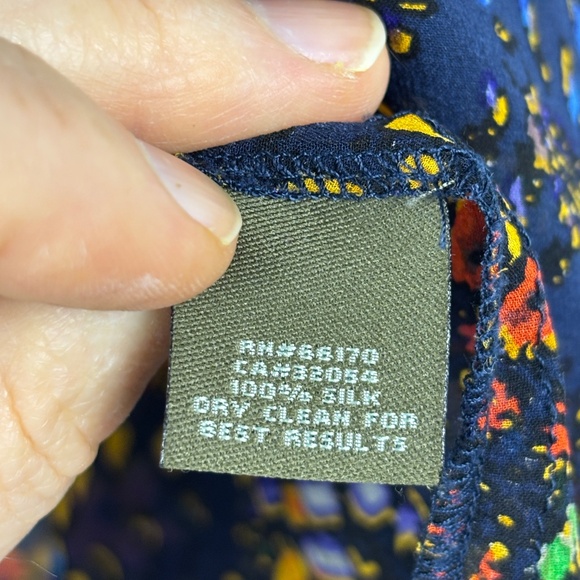 RN#66170
CA#32054
100% SILK
DRY CLEAN FOR
BEST RESULTS